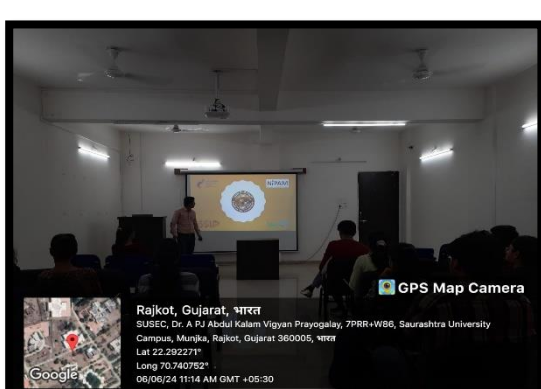 GPS Map Camera
Rajkot, Gujarat, भारत
SUSEC, Dr. A PJ Abdul Kalam Vigyan Prayogalay, 7PRR+W86, Saurashtra University
Campus, Munjka, Rajkot, Gujarat 360005, भारत
Lat 22.292271°
Long 70.740752°
06/06/24 11:14 AM GMT +05:30
Google